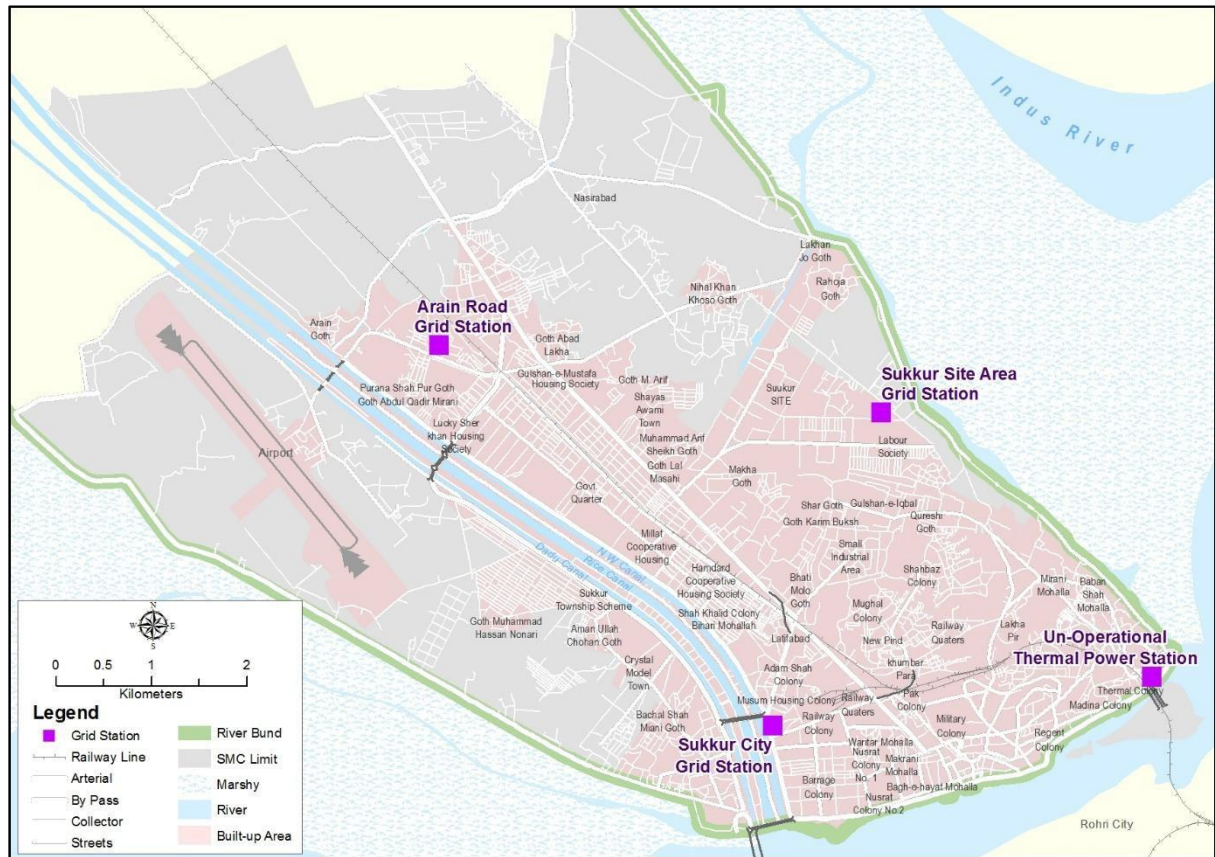 Indus River
Nasirabad
Lakhan
Jo Goth
Rahoja
Goth
Nihal Khan
Khoso Goth
Arain Road
Grid Station
Arain
Goth
Goth Abad
Lakha
Gulshan-e-Mustafa
Housing Society
Goth M. Arif
Sukkur Site Area
Grid Station
Purana Shah Pur Goth
Goth Abdul Qadir Mirani
Shayas
Awami
Town
Suukur
SITE
Lucky Sher
khan Housing
Society
Muhammad Arif
Sheikh Goth
Goth Lal
Masahi
Labour
Society
Airport
Makha
Goth
Govt.
Quarter
Shar Goth
Gulshan-e-Iqbal
Goth Karim Buksh
Qureshi
Goth
Millat
Cooperative
Housing
Small
Industrial
Area
N.W Canal
Rice Canal
Dadu Canal
Hamdard
Cooperative
Housing Society
Shahbaz
Colony
Bhati
Molo
Goth
Mirani
Mohalla
Baban
Shah
Mohalla
Sukkur
Township Scheme
Shah Khalid Colony
Bihari Mohallah
Mughal
Colony
Goth Muhammad
Hassan Nonari
Aman Ullah
Chohan Goth
Latifabad
New Pind
Railway
Quaters
Lakha
Pir
Un-Operational
Thermal Power Station
Crystal
Model
Town
Adam Shah
Colony
khumbar
Para
Pak
Colony
Thermal Colony
Madina Colony
Musum Housing Colony
Railway
Quaters
Bachal Shah
Miani Goth
Railway
Colony
Military
Colony
Regent
Colony
Sukkur City
Grid Station
Waritar Mohalla
Nusrat
Colony
No. 1
Makrani
Mohalla
Barrage
Colony
Bagh-e-hayat Mohalla
Nusrat
Colony No.2
Rohri City
N
W E
S
0 0.5 1 2
Kilometers
Legend
Grid Station
Railway Line
Arterial
By Pass
Collector
Streets
River Bund
SMC Limit
Marshy
River
Built-up Area